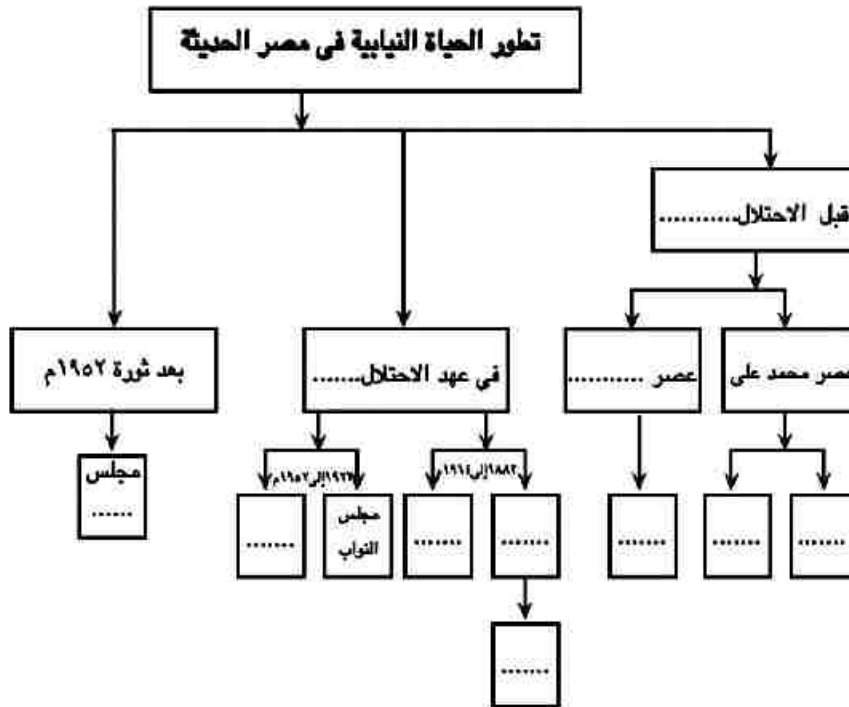 تطور الحياة النيابية فى مصر الحديثة
قبل الاحتلال...........
عصر محمد على
عصر ...........
فى عهد الاحتلال.......
بعد ثورة ١٩٥٢م
١٨٨٢إلى١٩١٤م
١٩٢٣إلى١٩٥٢م
مجلس
......
.......
.......
.......
.......
.......
مجلس
النواب
.......
.......